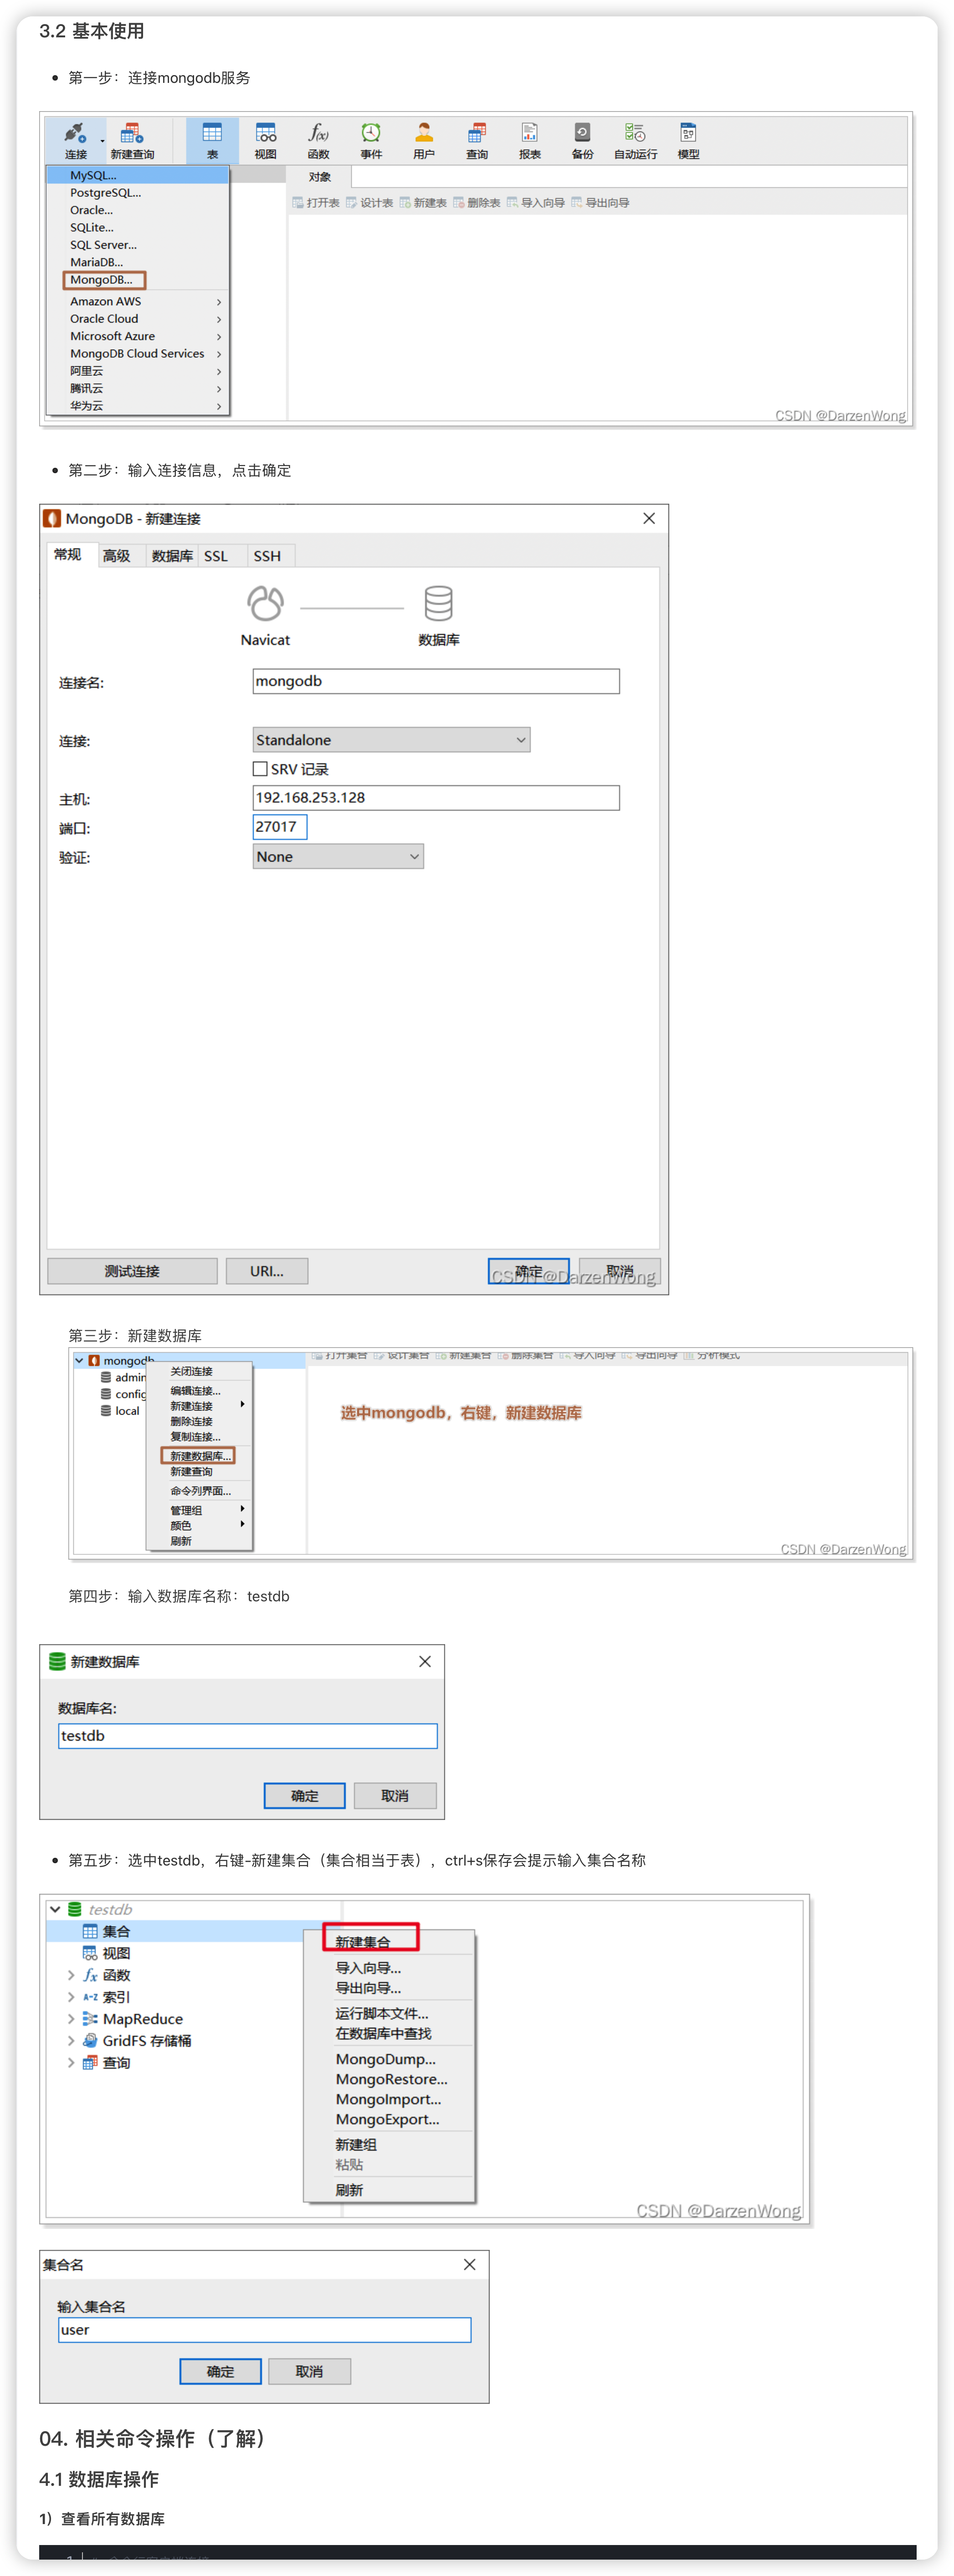 3.2 基本使用
第一步：连接mongodb服务
连接 新建查询 表 视图 函数 事件 用户 查询 报表 备份 自动运行 模型
MySQL...
PostgreSQL...
Oracle...
SQLite...
SQL Server...
MariaDB...
MongoDB...
Amazon AWS
Oracle Cloud
Microsoft Azure
MongoDB Cloud Services
阿里云
腾讯云
华为云
对象
打开表 设计表 新建表 删除表 导入向导 导出向导
CSDN @DarzenWong
第二步：输入连接信息，点击确定
MongoDB - 新建连接
常规 高级 数据库 SSL SSH
Navicat 数据库
连接名: mongodb
连接: Standalone
SRV 记录
主机: 192.168.253.128
端口: 27017
验证: None
测试连接 URI... 确定 取消
CSDN @DarzenWong
第三步：新建数据库
mongodb
admin
config
local
关闭连接
编辑连接...
新建连接
删除连接
复制连接...
新建数据库...
新建查询
命令列界面...
管理组
颜色
刷新
打开集合 设计集合 新建集合 删除集合 导入向导 导出向导 分析模式
选中mongodb，右键，新建数据库
CSDN @DarzenWong
第四步：输入数据库名称：testdb
新建数据库
数据库名:
testdb
确定 取消
第五步：选中testdb，右键-新建集合（集合相当于表）, ctrl+s保存会提示输入集合名称
testdb
集合
视图
fx 函数
A-Z 索引
MapReduce
GridFS 存储桶
查询
新建集合
导入向导...
导出向导...
运行脚本文件...
在数据库中查找
MongoDump...
MongoRestore...
MongoImport...
MongoExport...
新建组
粘贴
刷新
CSDN @DarzenWong
集合名
输入集合名
user
确定 取消
04. 相关命令操作（了解）
4.1 数据库操作
1）查看所有数据库